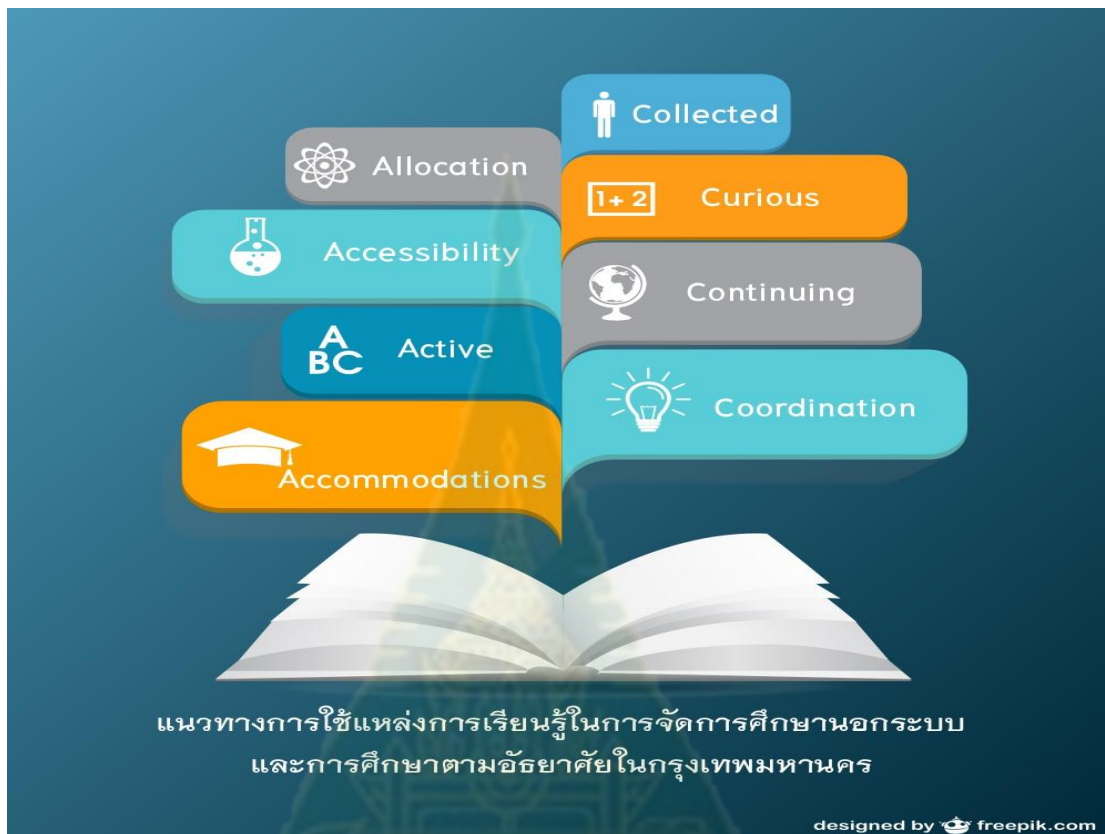 Collected
Allocation
1+ 2
Curious
Accessibility
Continuing
A
BC
Active
Coordination
Accommodations
แนวทางการใช้แหล่งการเรียนรู้ในการจัดการศึกษานอกระบบ
และการศึกษาตามอัธยาศัยในกรุงเทพมหานคร
designed by freepik.com